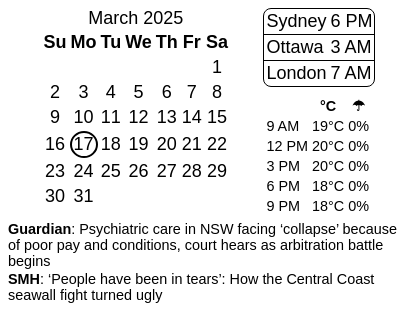 March 2025
Su Mo Tu We Th Fr Sa
1
2 3 4 5 6 7 8
9 10 11 12 13 14 15
16 17 18 19 20 21 22
23 24 25 26 27 28 29
30 31
Sydney 6 PM
Ottawa 3 AM
London 7 AM
°C ☂
9 AM 19°C 0%
12 PM 20°C 0%
3 PM 20°C 0%
6 PM 18°C 0%
9 PM 18°C 0%
Guardian: Psychiatric care in NSW facing ‘collapse’ because
of poor pay and conditions, court hears as arbitration battle
begins
SMH: ‘People have been in tears’: How the Central Coast
seawall fight turned ugly